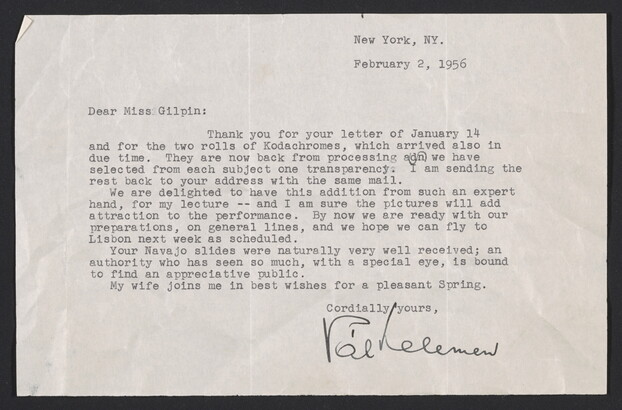 New York, NY.
February 2, 1956
Dear Miss Gilpin:
Thank you for your letter of January 14
and for the two rolls of Kodachromes, which arrived also in
due time. They are now back from processing adn we have
selected from each subject one transparency. I am sending the
rest back to your address with the same mail.
We are delighted to have this addition from such an expert
hand, for my lecture -- and I am sure the pictures will add
attraction to the performance. By now we are ready with our
preparations, on general lines, and we hope we can fly to
Lisbon next week as scheduled.
Your Navajo slides were naturally very well received; an
authority who has seen so much, with a special eye, is bound
to find an appreciative public.
My wife joins me in best wishes for a pleasant Spring.
Cordially yours,
Pál Kelemen